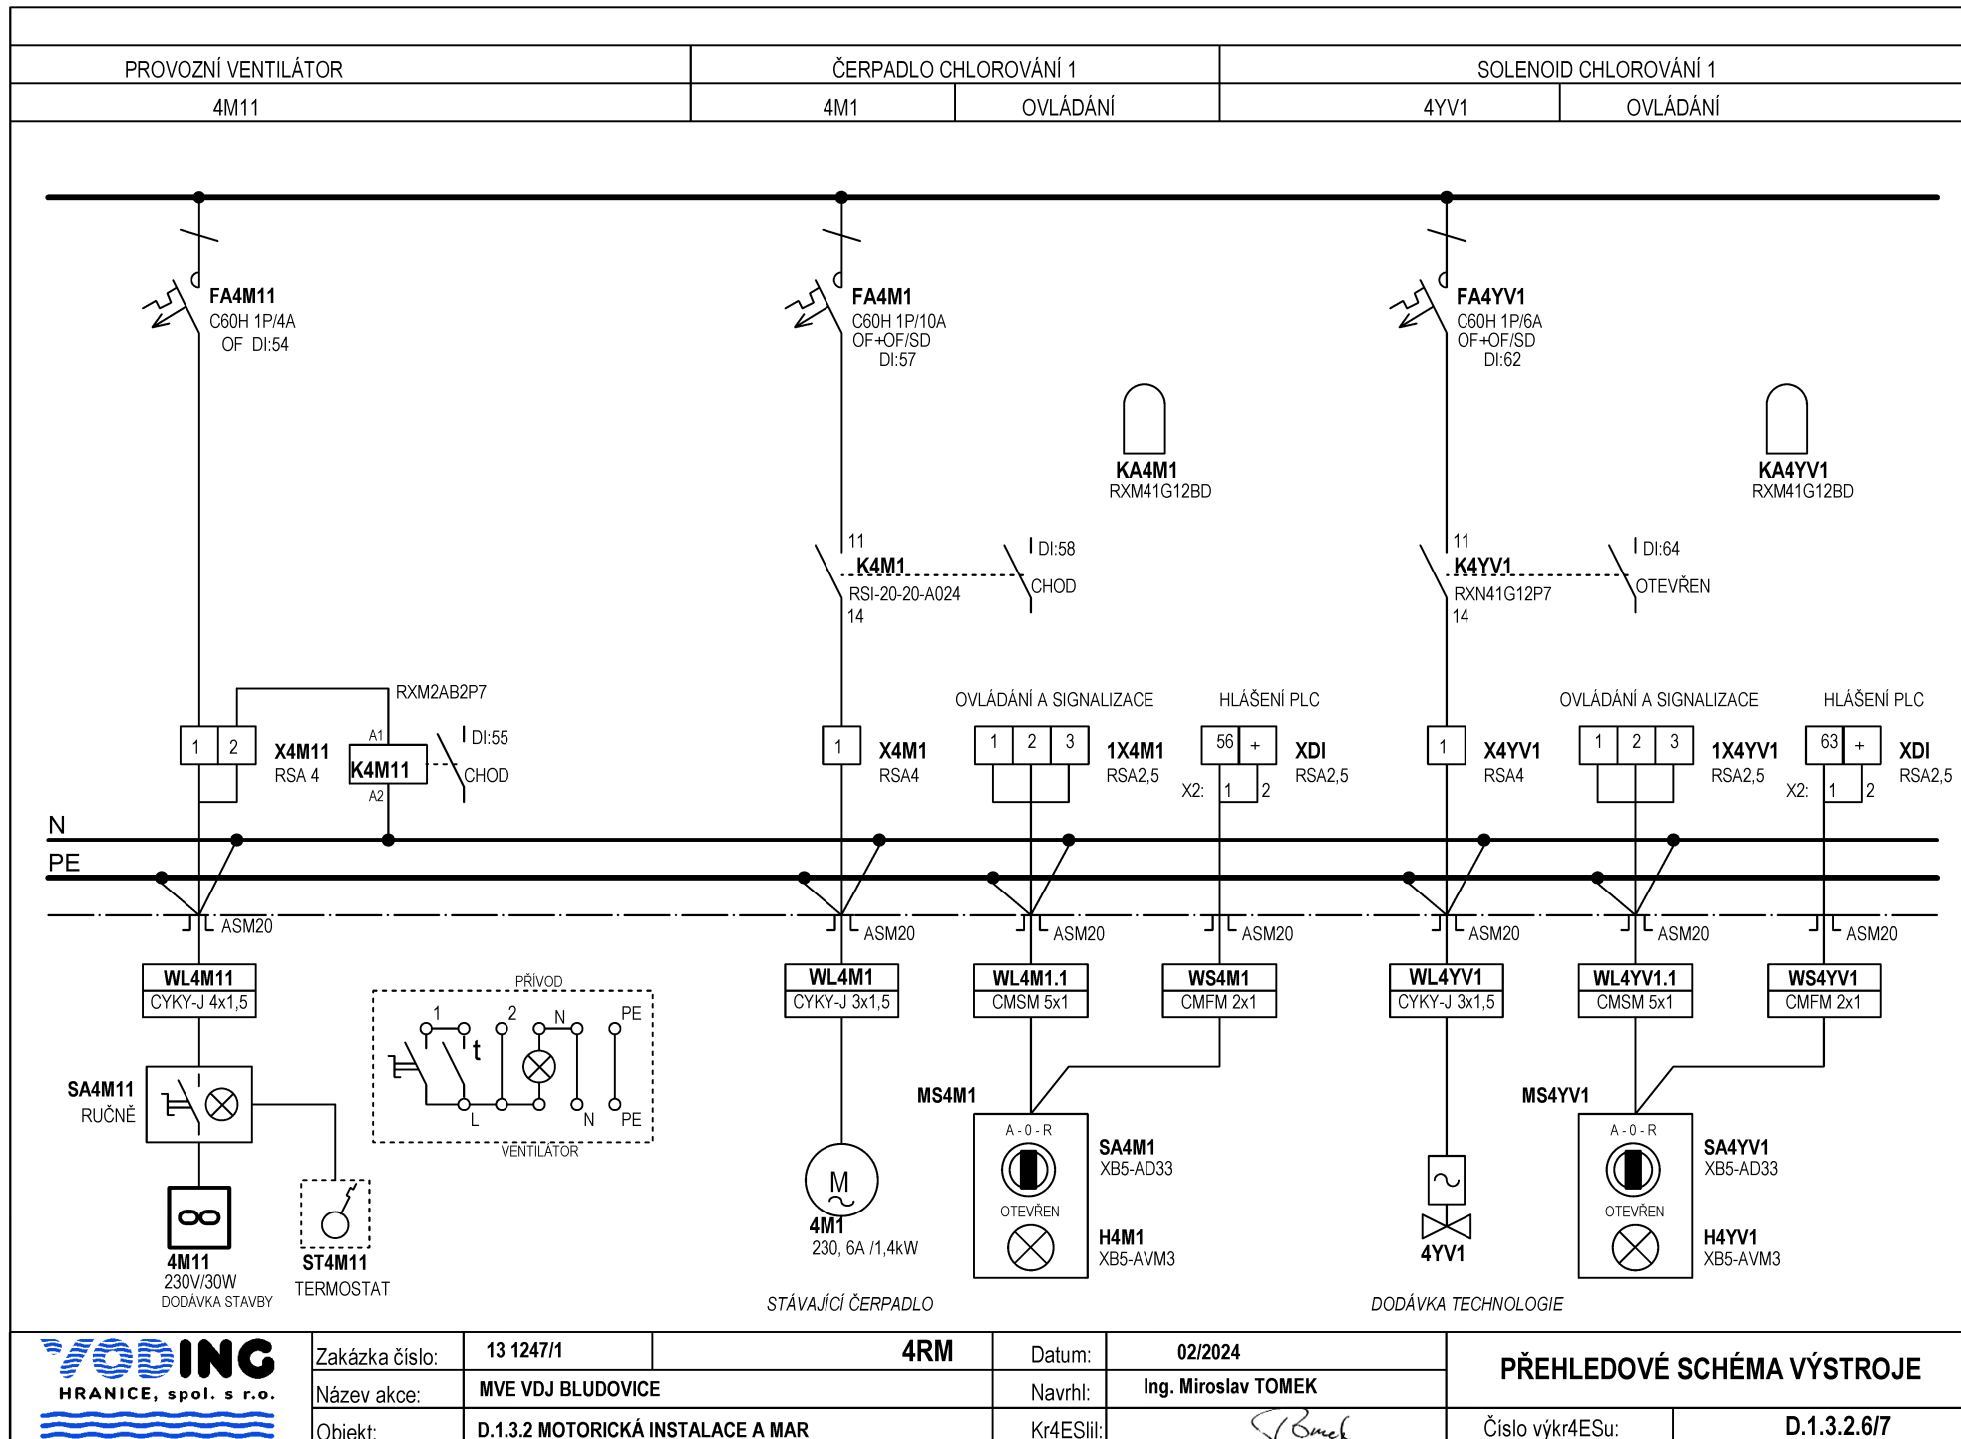 PROVOZNÍ VENTILÁTOR
ČERPADLO CHLOROVÁNÍ 1
SOLENOID CHLOROVÁNÍ 1
4M11
4M1
OVLÁDÁNÍ
4YV1
OVLÁDÁNÍ
FA4M11
C60H 1P/4A
OF DI:54
FA4M1
C60H 1P/10A
OF+OF/SD
DI:57
FA4YV1
C60H 1P/6A
OF+OF/SD
DI:62
KA4M1
RXM41G12BD
KA4YV1
RXM41G12BD
11
K4M1
RSI-20-20-A024
14
DI:58
CHOD
11
K4YV1
RXN41G12P7
14
DI:64
OTEVŘEN
RXM2AB2P7
1 2
X4M11
RSA 4
A1
K4M11
A2
DI:55
CHOD
1
X4M1
RSA4
OVLÁDÁNÍ A SIGNALIZACE
1 2 3
1X4M1
RSA2,5
HLÁŠENÍ PLC
56 +
XDI
RSA2,5
X2: 1 2
1
X4YV1
RSA4
OVLÁDÁNÍ A SIGNALIZACE
1 2 3
1X4YV1
RSA2,5
HLÁŠENÍ PLC
63 +
XDI
RSA2,5
X2: 1 2
N
PE
ASM20
ASM20
ASM20
ASM20
ASM20
ASM20
ASM20
WL4M11
CYKY-J 4x1,5
WL4M1
CYKY-J 3x1,5
WL4M1.1
CMSM 5x1
WS4M1
CMFM 2x1
WL4YV1
CYKY-J 3x1,5
WL4YV1.1
CMSM 5x1
WS4YV1
CMFM 2x1
PŘÍVOD
1 2 N PE
t
L N PE
VENTILÁTOR
SA4M11
RUČNĚ
4M11
230V/30W
DODÁVKA STAVBY
ST4M11
TERMOSTAT
M
4M1
230, 6A /1,4kW
STÁVAJÍCÍ ČERPADLO
MS4M1
A - 0 - R
SA4M1
XB5-AD33
OTEVŘEN
H4M1
XB5-AVM3
4YV1
DODÁVKA TECHNOLOGIE
MS4YV1
A - 0 - R
SA4YV1
XB5-AD33
OTEVŘEN
H4YV1
XB5-AVM3
VODING
HRANICE, spol. s r.o.
Zakázka číslo:
13 1247/1
4RM
Datum:
02/2024
PŘEHLEDOVÉ SCHÉMA VÝSTROJE
Název akce:
MVE VDJ BLUDOVICE
Navrhl:
Ing. Miroslav TOMEK
Objekt:
D.1.3.2 MOTORICKÁ INSTALACE A MAR
Kr4ESlil:
Číslo výkr4ESu:
D.1.3.2.6/7